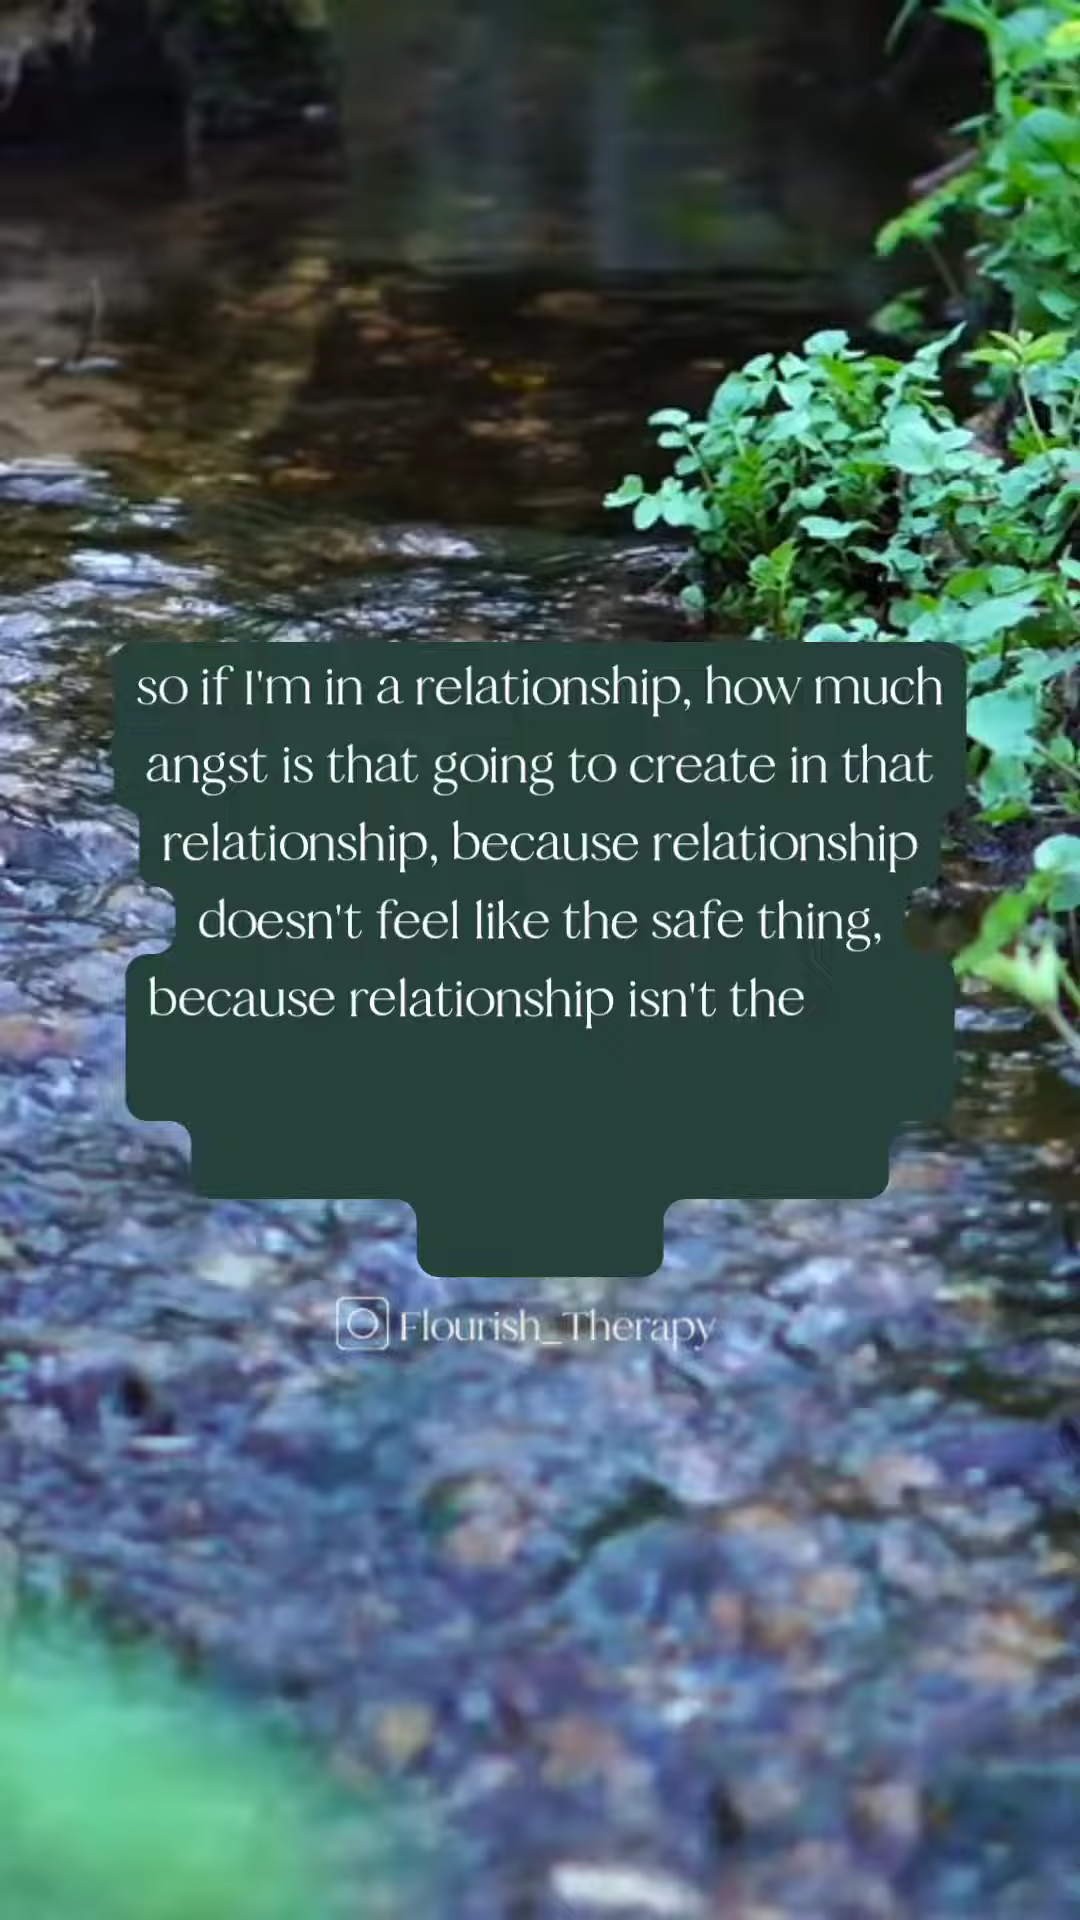 so if I'm in a relationship, how much
angst is that going to create in that
relationship, because relationship
doesn't feel like the safe thing,
because relationship isn't the
Flourish_Therapy